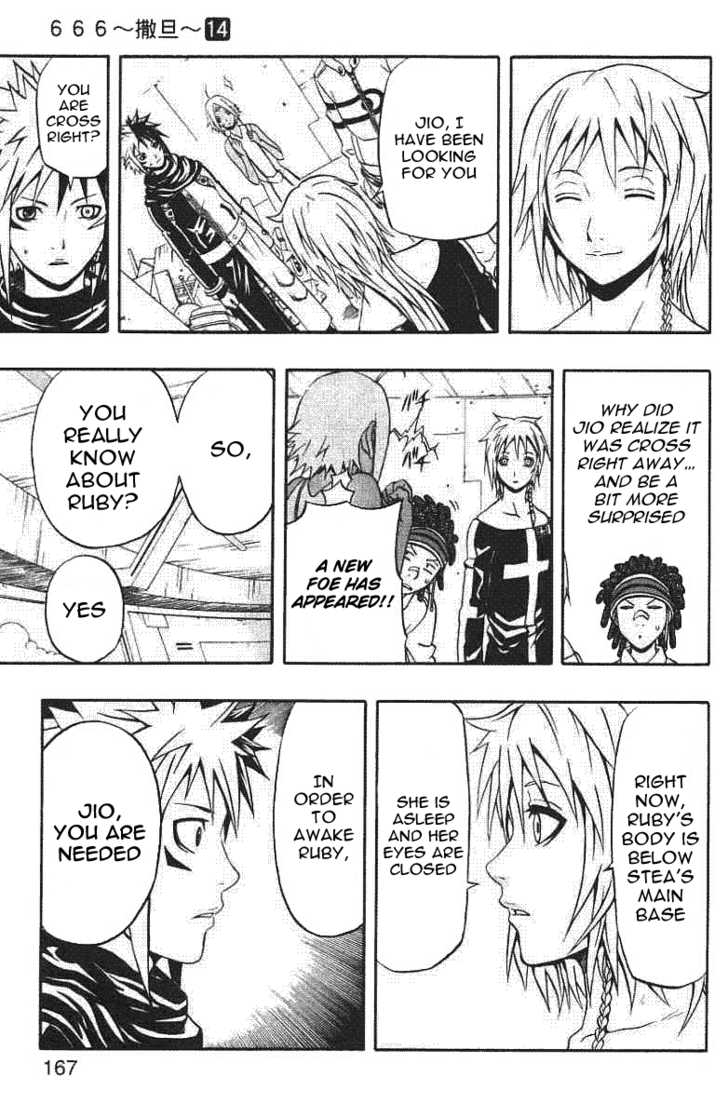 666～撒旦～14
JIO, I
HAVE BEEN
LOOKING
FOR YOU
YOU
ARE
CROSS
RIGHT?
WHY DID
JIO REALIZE IT
WAS CROSS
RIGHT AWAY...
AND BE A
BIT MORE
SURPRISED
A NEW
FOE HAS
APPEARED!!
SO,
YOU
REALLY
KNOW
ABOUT
RUBY?
YES
RIGHT
NOW,
RUBY'S
BODY IS
BELOW
STEA'S
MAIN
BASE
SHE IS
ASLEEP
AND HER
EYES ARE
CLOSED
IN
ORDER
TO
AWAKE
RUBY,
JIO,
YOU ARE
NEEDED
167